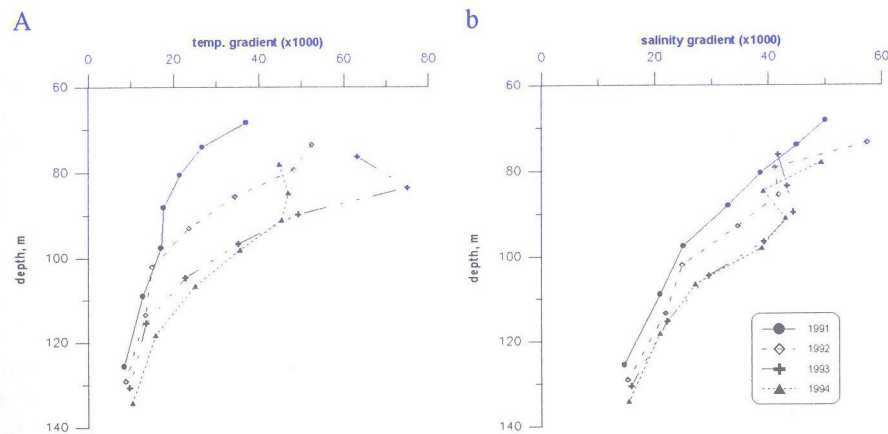 A
temp. gradient (x1000)
0 20 40 60 80
60
80
100
120
140
depth, m
b
salinity gradient (x1000)
0 20 40 60
60
80
100
120
140
depth, m
1991
1992
1993
1994